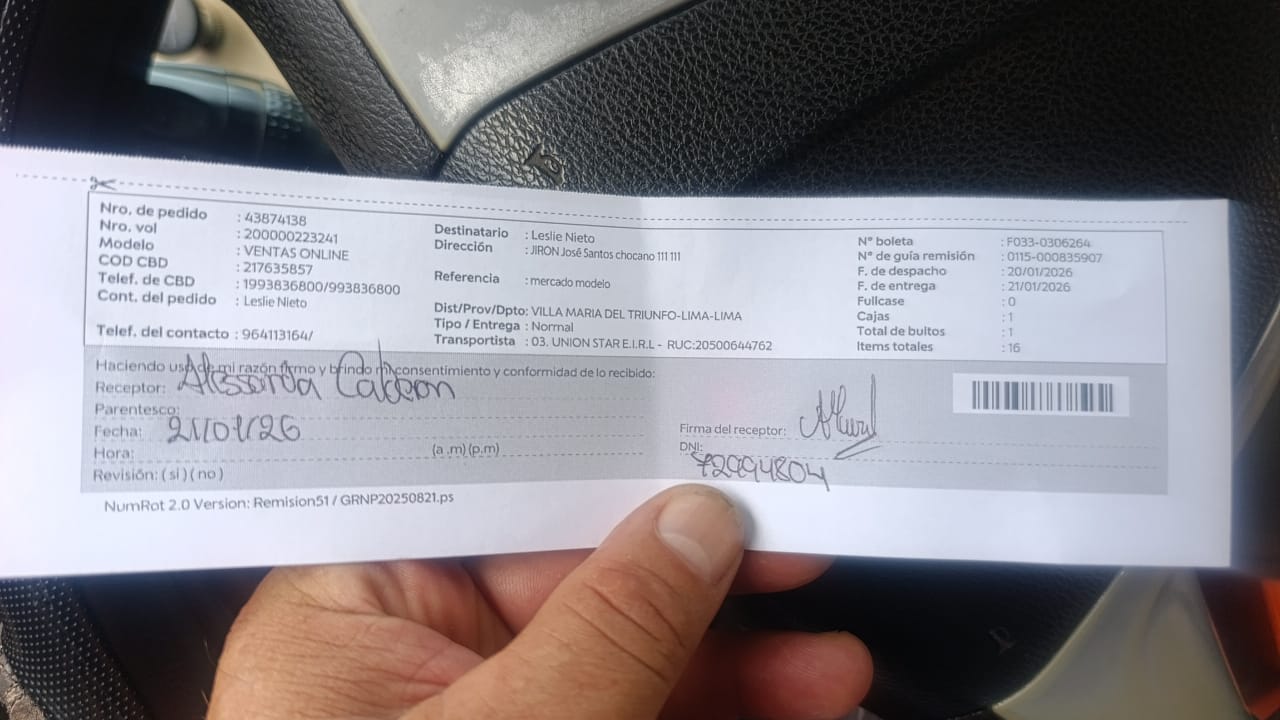 Nro. de pedido : 43874138
Nro. vol : 200000223241
Modelo : VENTAS ONLINE
COD CBD : 217635857
Telef. de CBD : 1993836800/993836800
Cont. del pedido : Leslie Nieto
Telef. del contacto : 964113164/
Destinatario : Leslie Nieto
Dirección : JIRON José Santos chocano 111 111
Referencia : mercado modelo
Dist/Prov/Dpto: VILLA MARIA DEL TRIUNFO-LIMA-LIMA
Tipo / Entrega : Normal
Transportista : 03. UNION STAR E.I.R.L - RUC:20500644762
N° boleta : F033-0306264
N° de guía remisión : 0115-000835907
F. de despacho : 20/01/2026
F. de entrega : 21/01/2026
Fullcase : 0
Cajas : 1
Total de bultos : 1
Items totales : 16
Haciendo uso de mi razón firmo y brindo mi consentimiento y conformidad de lo recibido:
Receptor:
Parentesco:
Fecha: 21/01/26
Hora: (a .m) (p.m)
Revisión: ( sí ) ( no )
Firma del receptor:
DNI:
NumRot 2.0 Version: Remision51 / GRNP20250821.ps